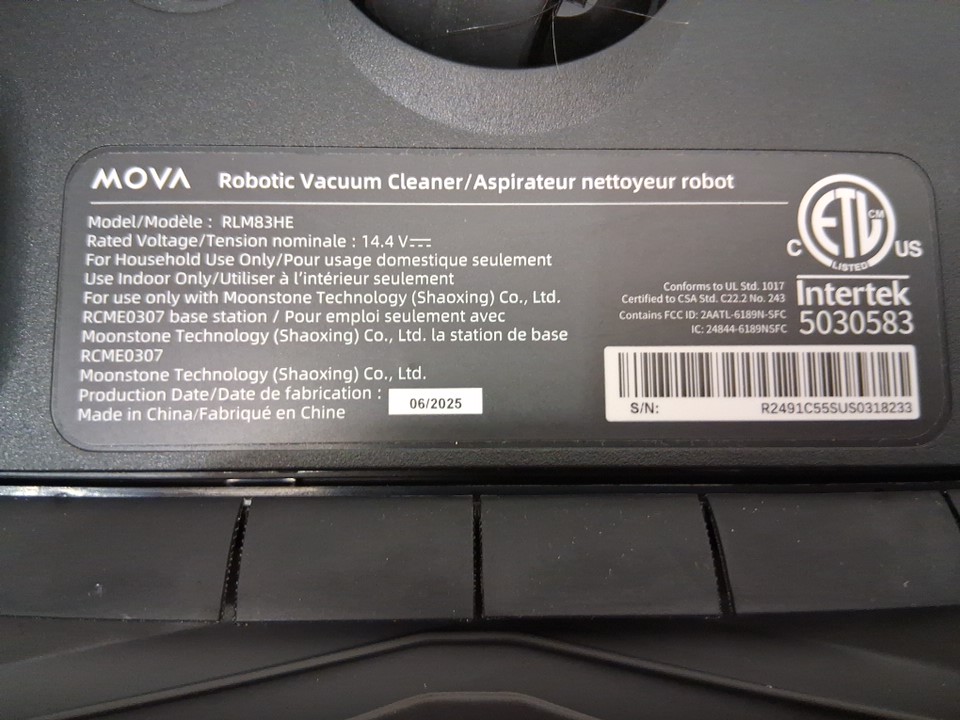 MOVA Robotic Vacuum Cleaner/Aspirateur nettoyeur robot
Model/Modèle : RLM83HE
Rated Voltage/Tension nominale : 14.4 V
For Household Use Only/Pour usage domestique seulement
Use Indoor Only/Utiliser à l'intérieur seulement
For use only with Moonstone Technology (Shaoxing) Co., Ltd.
RCME0307 base station / Pour emploi seulement avec
Moonstone Technology (Shaoxing) Co., Ltd. la station de base
RCME0307
Moonstone Technology (Shaoxing) Co., Ltd.
Production Date/Date de fabrication : 06/2025
Made in China/Fabriqué en Chine
ETL CM
C US
LISTED
Intertek
5030583
Conforms to UL Std. 1017
Certified to CSA Std. C22.2 No. 243
Contains FCC ID: 2AATL-6189N-SFC
IC: 24844-6189NSFC
S/N: R2491C55SUS0318233